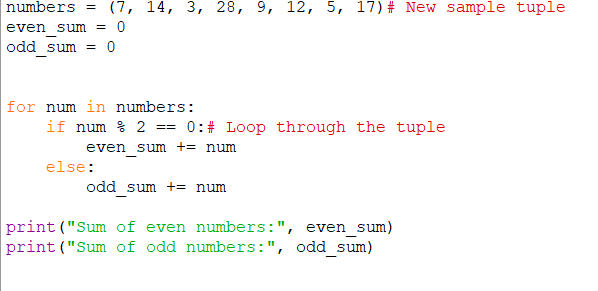 numbers = (7, 14, 3, 28, 9, 12, 5, 17)# New sample tuple
even_sum = 0
odd_sum = 0
for num in numbers:
    if num % 2 == 0:# Loop through the tuple
        even_sum += num
    else:
        odd_sum += num
print("Sum of even numbers:", even_sum)
print("Sum of odd numbers:", odd_sum)